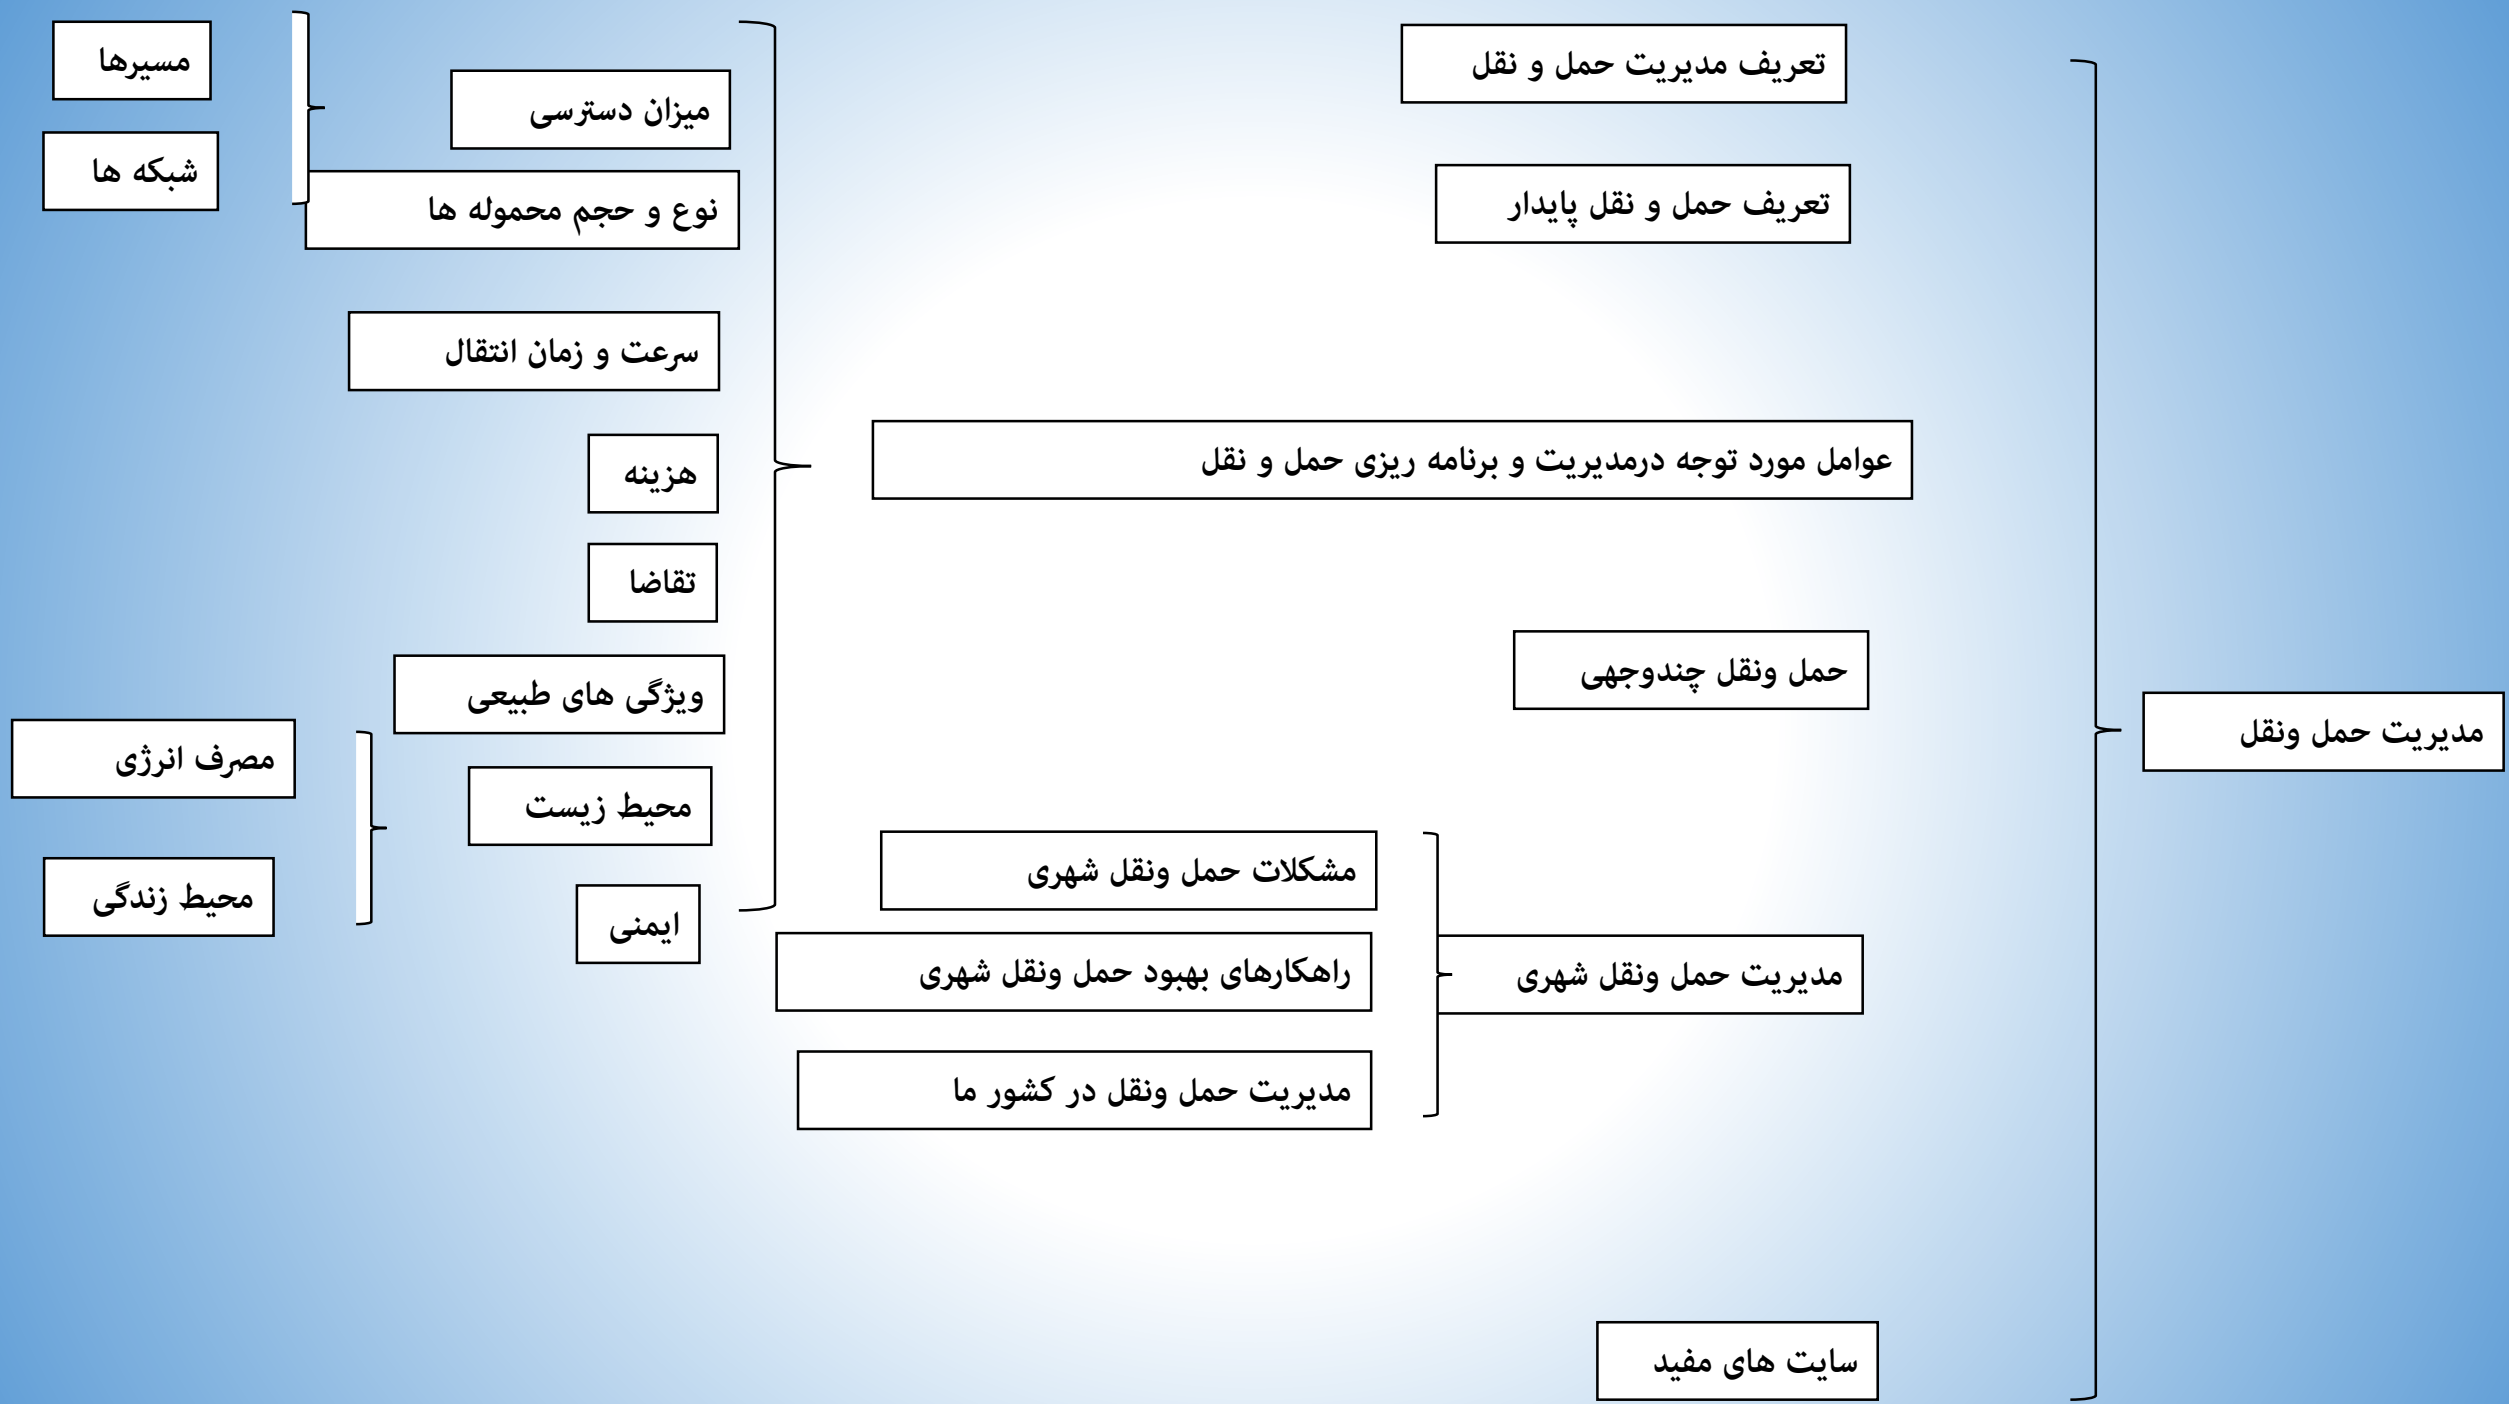 مدیریت حمل ونقل
تعریف مدیریت حمل و نقل
تعریف حمل و نقل پایدار
عوامل مورد توجه درمدیریت و برنامه ریزی حمل و نقل
میزان دسترسی
مسیرها
شبکه ها
نوع و حجم محموله ها
سرعت و زمان انتقال
هزینه
تقاضا
ویژگی های طبیعی
محیط زیست
مصرف انرژی
محیط زندگی
ایمنی
حمل ونقل چندوجهی
مدیریت حمل ونقل شهری
مشکلات حمل ونقل شهری
راهکارهای بهبود حمل ونقل شهری
مدیریت حمل ونقل در کشور ما
سایت های مفید